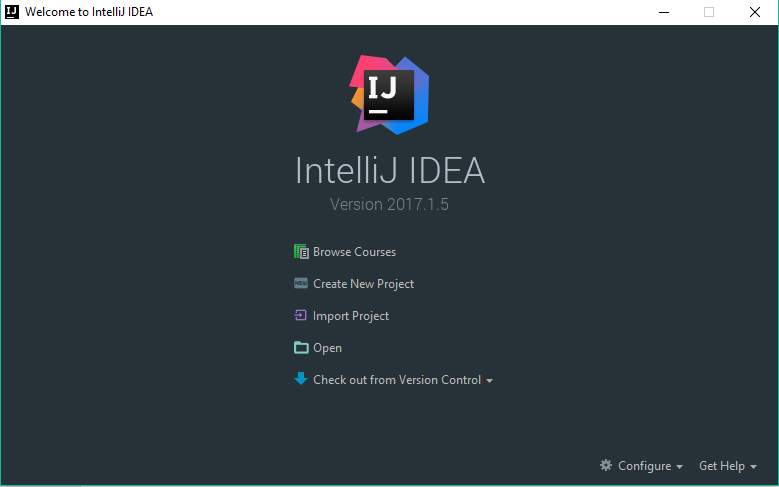 Welcome to IntelliJ IDEA
IJ
IntelliJ IDEA
Version 2017.1.5
Browse Courses
Create New Project
Import Project
Open
Check out from Version Control
Configure
Get Help